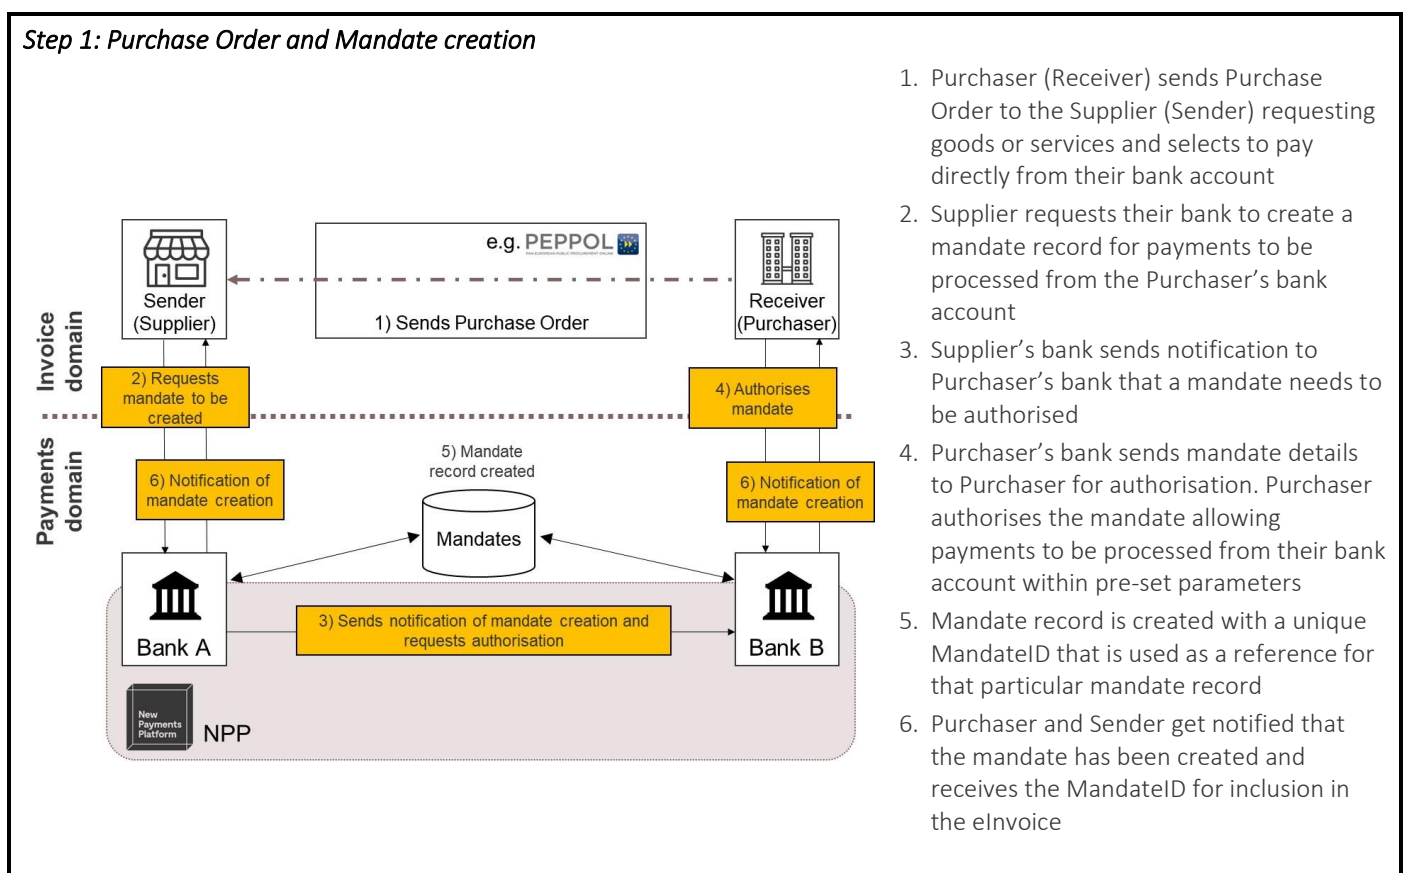 Step 1: Purchase Order and Mandate creation
e.g. PEPPOL
PAN-EUROPEAN PUBLIC PROCUREMENT ONLINE
Sender
(Supplier)
1) Sends Purchase Order
Receiver
(Purchaser)
Invoice
domain
2) Requests
mandate to be
created
4) Authorises
mandate
Payments
domain
6) Notification of
mandate creation
5) Mandate
record created
Mandates
6) Notification of
mandate creation
3) Sends notification of mandate creation and
requests authorisation
Bank A
Bank B
New
Payments
Platform
NPP
1. Purchaser (Receiver) sends Purchase
Order to the Supplier (Sender) requesting
goods or services and selects to pay
directly from their bank account
2. Supplier requests their bank to create a
mandate record for payments to be
processed from the Purchaser’s bank
account
3. Supplier’s bank sends notification to
Purchaser’s bank that a mandate needs to
be authorised
4. Purchaser’s bank sends mandate details
to Purchaser for authorisation. Purchaser
authorises the mandate allowing
payments to be processed from their bank
account within pre-set parameters
5. Mandate record is created with a unique
MandateID that is used as a reference for
that particular mandate record
6. Purchaser and Sender get notified that
the mandate has been created and
receives the MandateID for inclusion in
the eInvoice